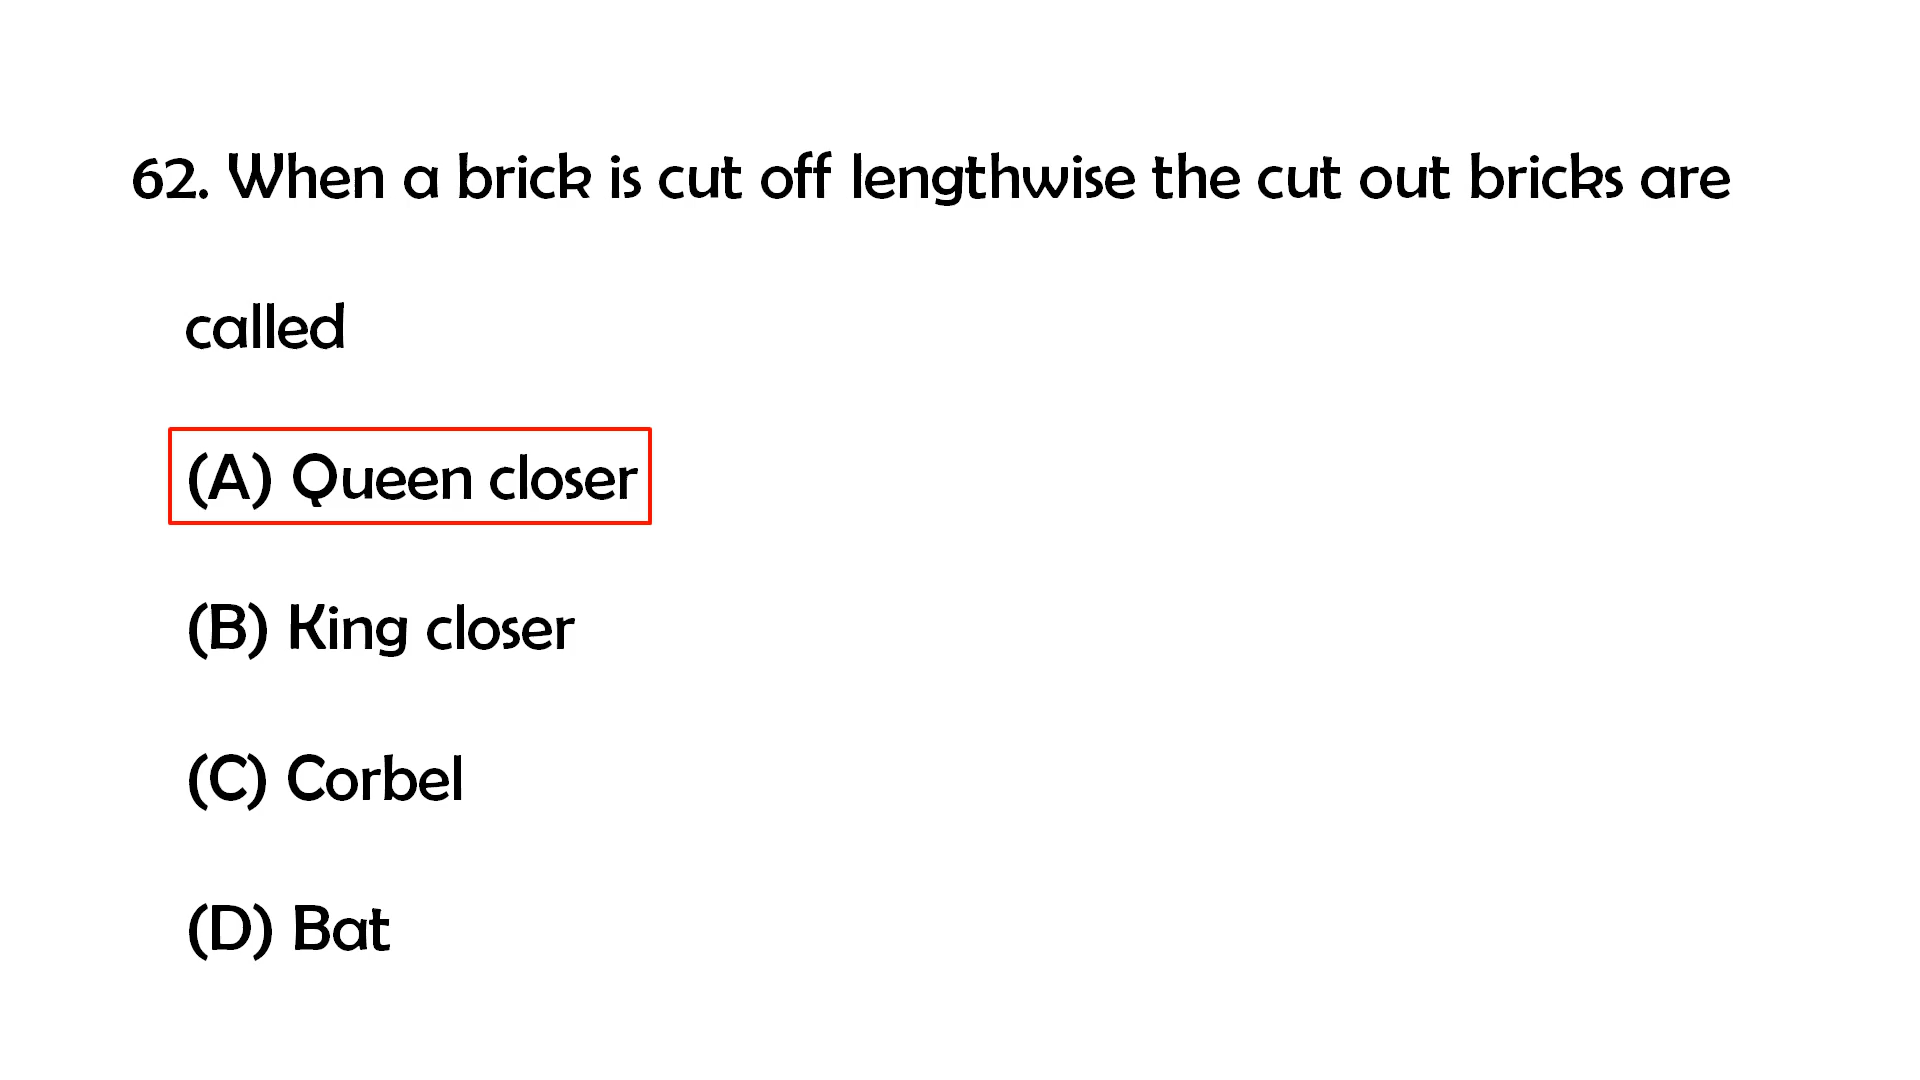 62. When a brick is cut off lengthwise the cut out bricks are
called
(A) Queen closer
(B) King closer
(C) Corbel
(D) Bat